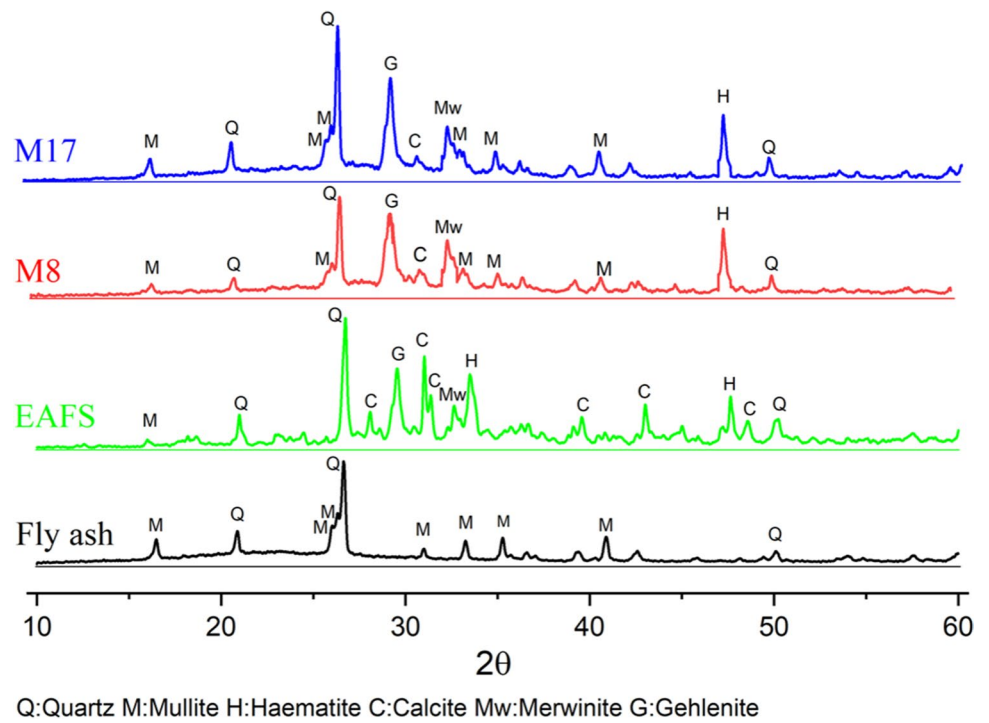 Q
G
H
M Mw
M
Q M C M M M Q
M17
Q G
H
Mw
M Q M C M M M Q
M8
Q
C
G H
C H
Mw
M Q C C C C Q
EAFS
Q
M Q M M M M M M Q
Fly ash
10 20 30 40 50 60
2θ
Q:Quartz M:Mullite H:Haematite C:Calcite Mw:Merwinite G:Gehlenite